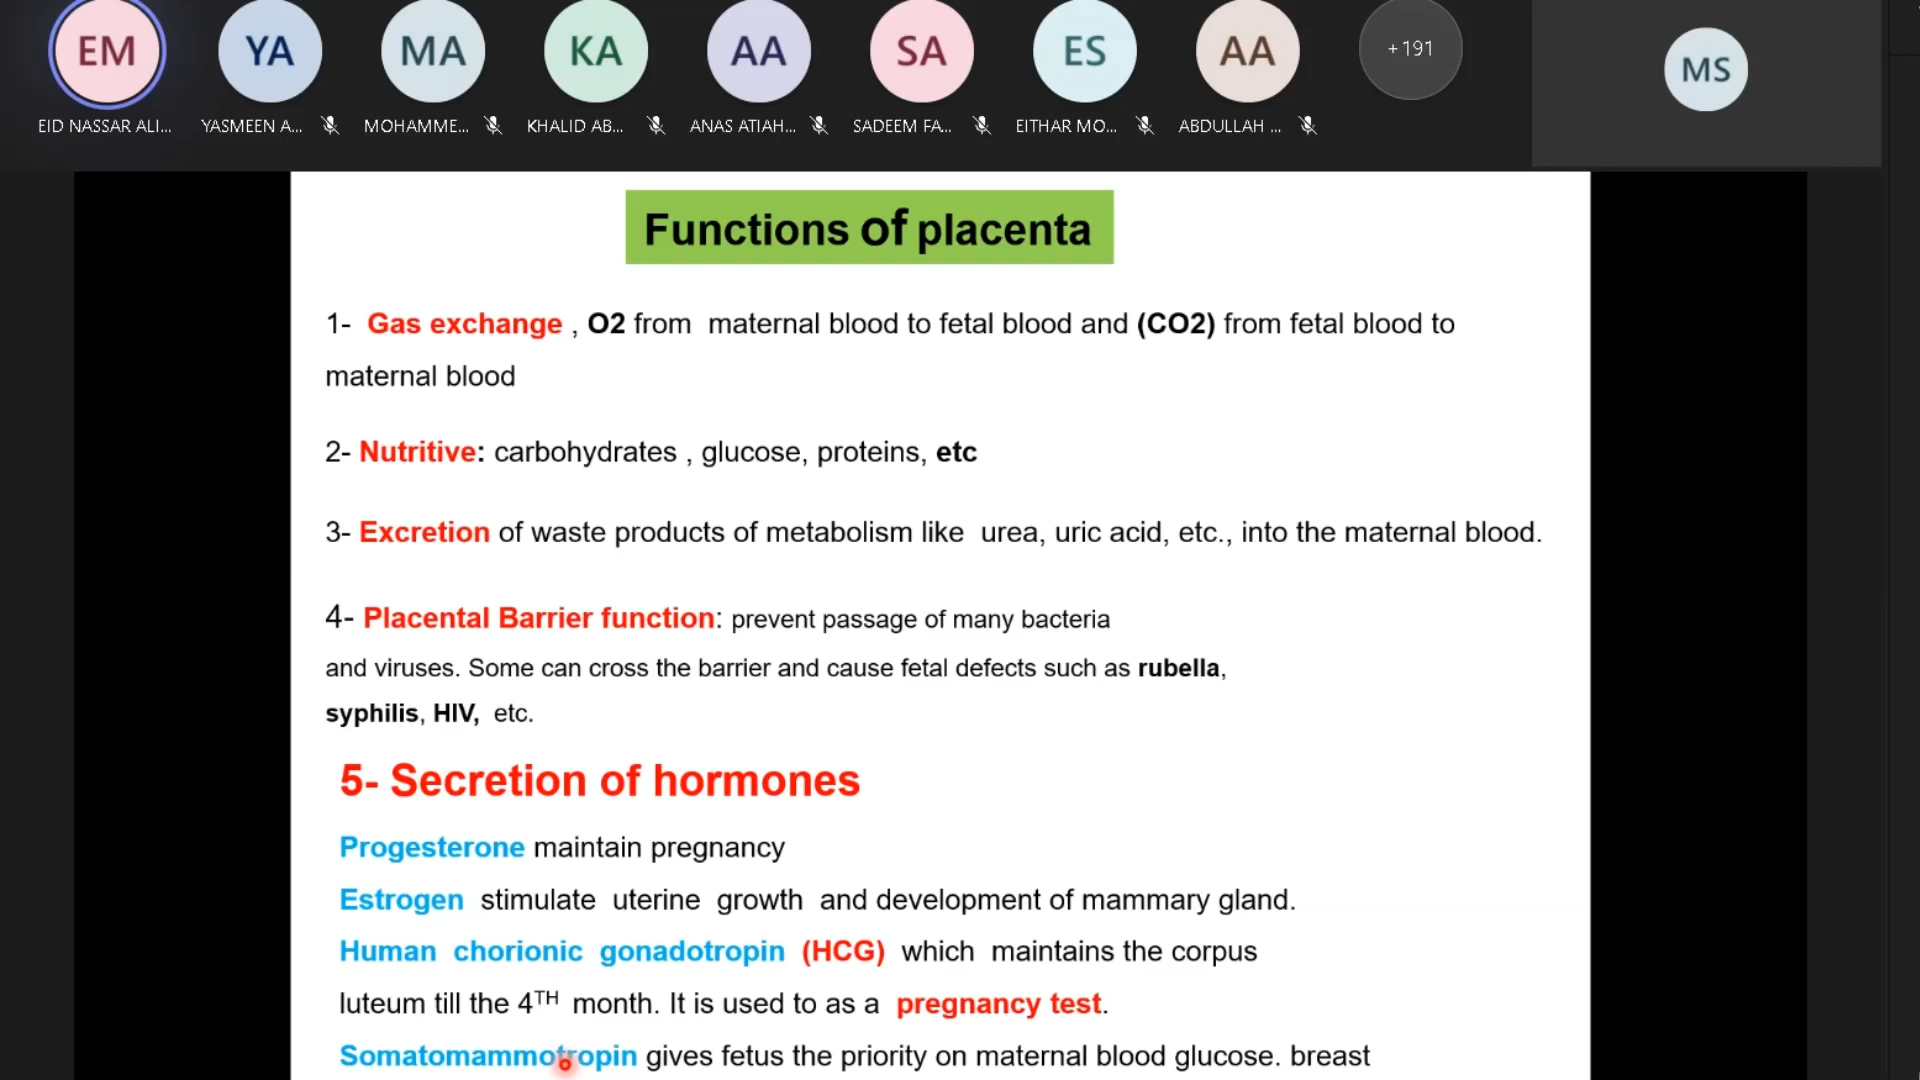 EM YA MA KA AA SA ES AA +191 MS
EID NASSAR ALI... YASMEEN A... MOHAMME... KHALID AB... ANAS ATIAH... SADEEM FA... EITHAR MO... ABDULLAH ...
Functions of placenta
1- Gas exchange , O2 from maternal blood to fetal blood and (CO2) from fetal blood to
maternal blood
2- Nutritive: carbohydrates , glucose, proteins, etc
3- Excretion of waste products of metabolism like urea, uric acid, etc., into the maternal blood.
4- Placental Barrier function: prevent passage of many bacteria
and viruses. Some can cross the barrier and cause fetal defects such as rubella,
syphilis, HIV, etc.
5- Secretion of hormones
Progesterone maintain pregnancy
Estrogen stimulate uterine growth and development of mammary gland.
Human chorionic gonadotropin (HCG) which maintains the corpus
luteum till the 4TH month. It is used to as a pregnancy test.
Somatomammotropin gives fetus the priority on maternal blood glucose. breast